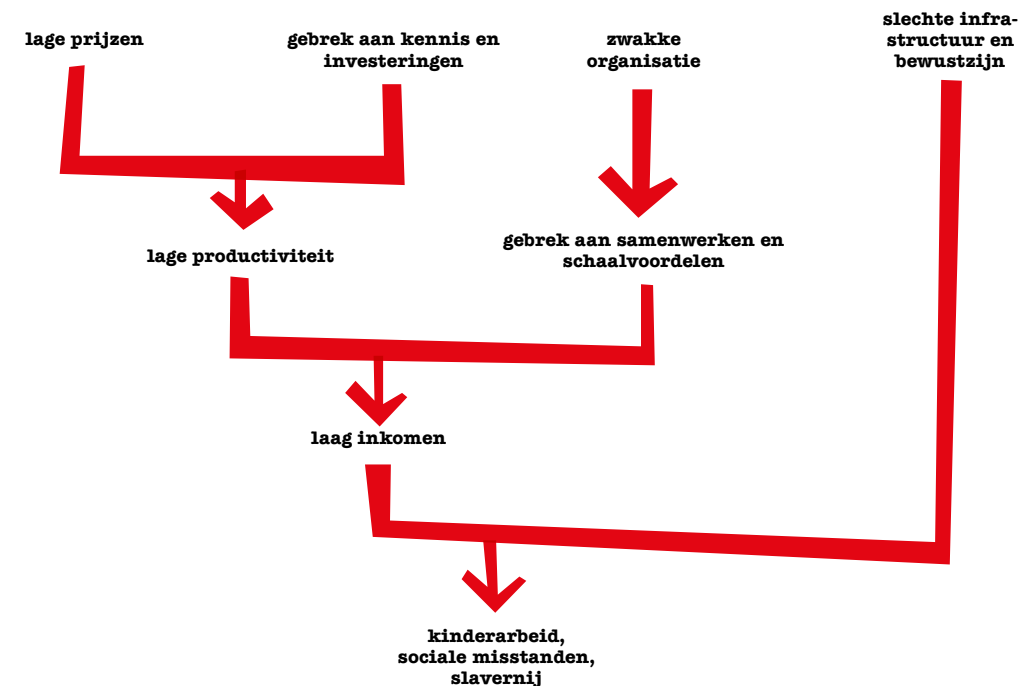 lage prijzen
gebrek aan kennis en
investeringen
zwakke
organisatie
slechte infra-
structuur en
bewustzijn
lage productiviteit
gebrek aan samenwerken en
schaalvoordelen
laag inkomen
kinderarbeid,
sociale misstanden,
slavernij